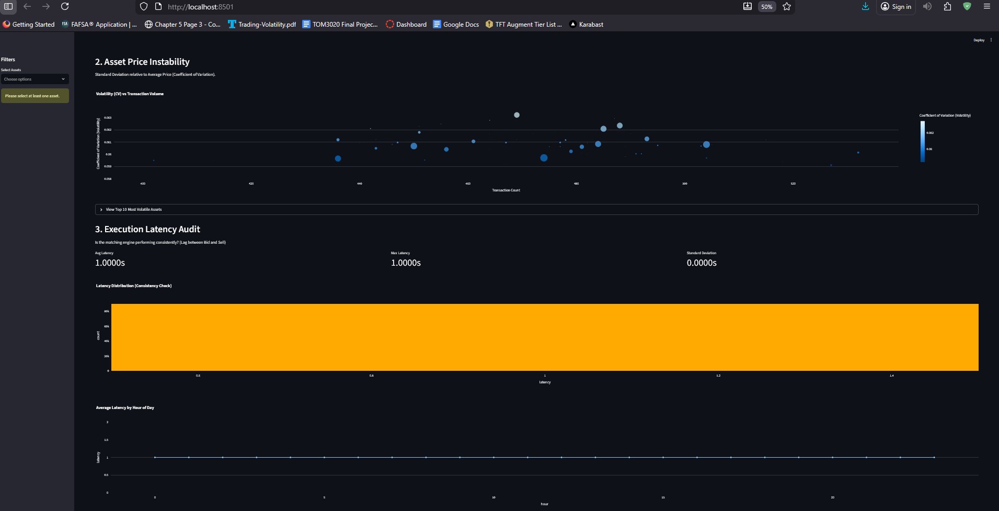 http://localhost:8501
50%
Sign in
Getting Started
FAFSA® Application | ...
Chapter 5 Page 3 - Co...
Trading-Volatility.pdf
TOM3020 Final Projec...
Dashboard
Google Docs
TFT Augment Tier List ...
Karabast
Deploy
Filters
Select Assets
Choose options
Please select at least one asset.
2. Asset Price Instability
Standard Deviation relative to Average Price (Coefficient of Variation).
Volatility (CV) vs Transaction Volume
Coefficient of Variation (Volatility)
0.063
0.062
0.061
0.06
0.059
0.058
400
420
440
460
480
500
520
Transaction Count
Coefficient of Variation (Volatility)
0.062
0.06
View Top 10 Most Volatile Assets
3. Execution Latency Audit
Is the matching engine performing consistently? (Lag between Bid and Sell)
Avg Latency
1.0000s
Max Latency
1.0000s
Standard Deviation
0.0000s
Latency Distribution (Consistency Check)
count
80k
60k
40k
20k
0
0.6
0.8
1
1.2
1.4
latency
Average Latency by Hour of Day
latency
2
1.5
1
0.5
0
0
5
10
15
20
hour